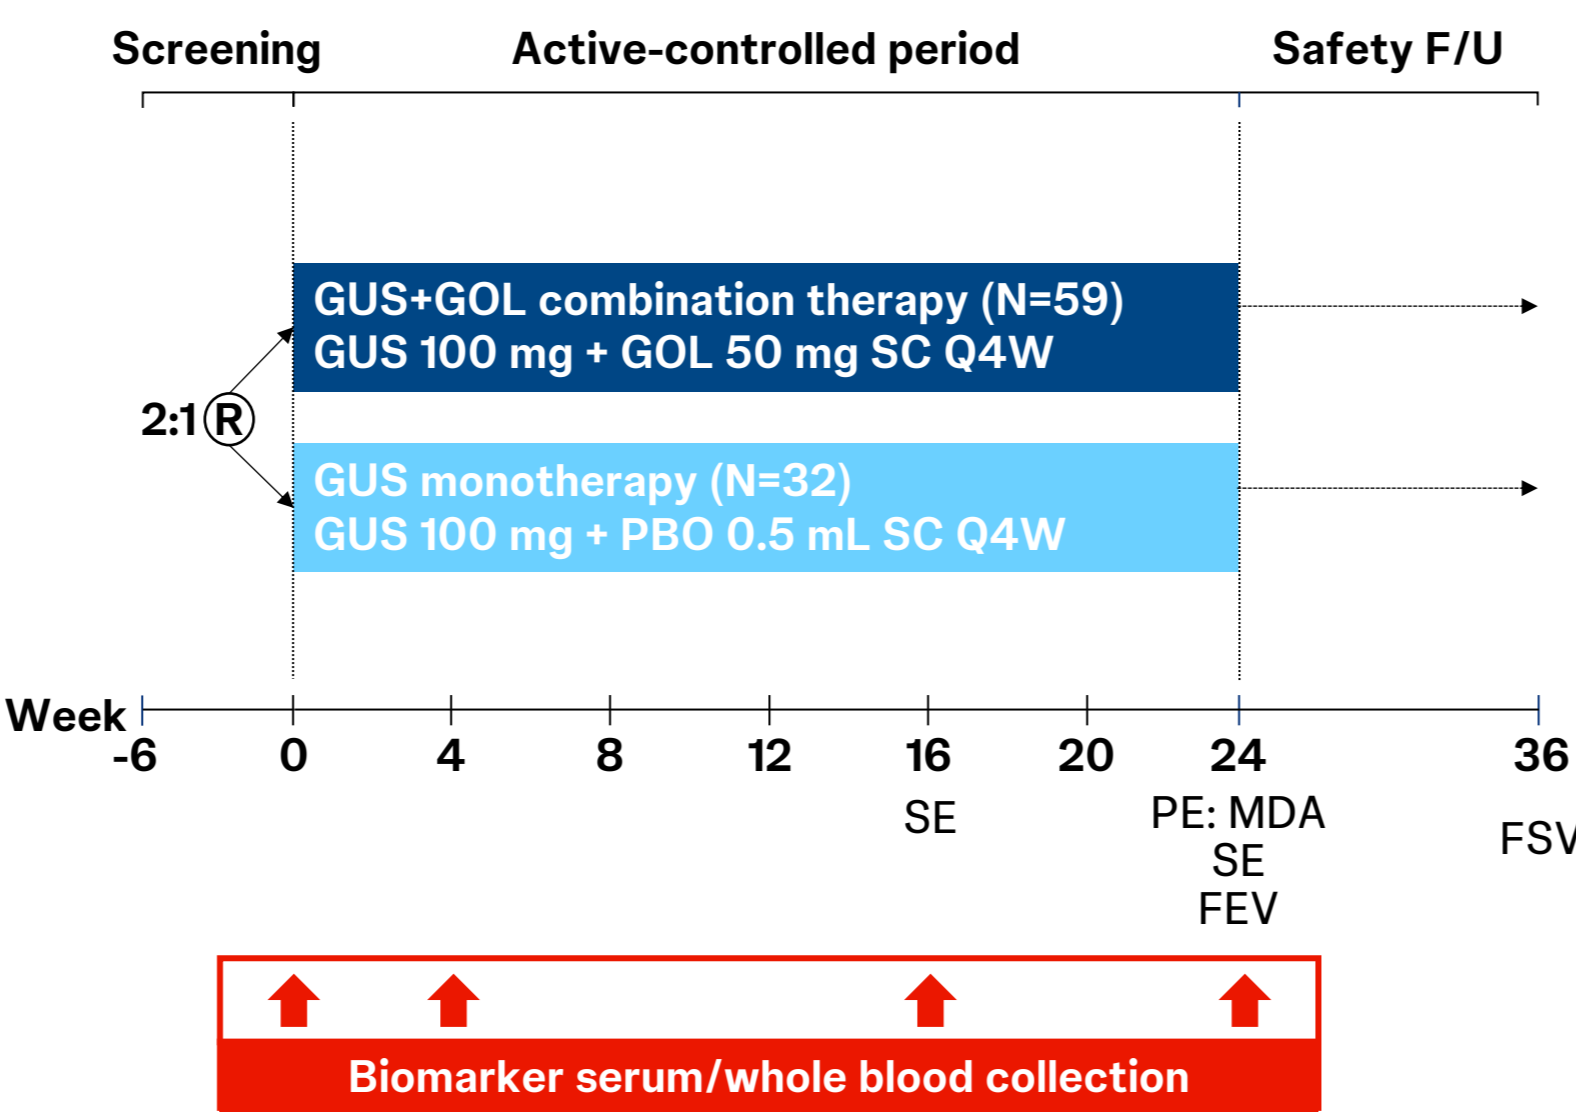 Screening
Active-controlled period
Safety F/U
GUS+GOL combination therapy (N=59)
GUS 100 mg + GOL 50 mg SC Q4W
2:1 R
GUS monotherapy (N=32)
GUS 100 mg + PBO 0.5 mL SC Q4W
Week
-6 0 4 8 12 16 20 24 36
SE
PE: MDA
SE
FEV
FSV
Biomarker serum/whole blood collection